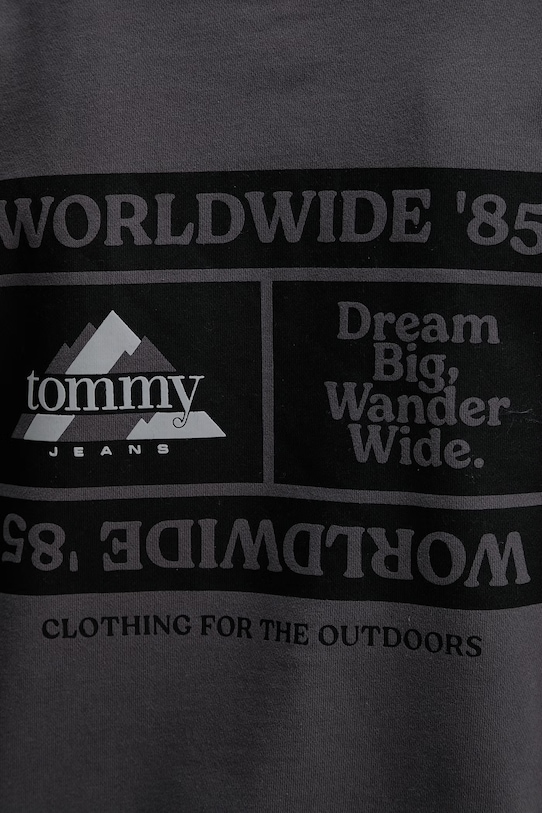 WORLDWIDE '85
tommy
JEANS
Dream
Big,
Wander
Wide.
WORLDWIDE '85
CLOTHING FOR THE OUTDOORS